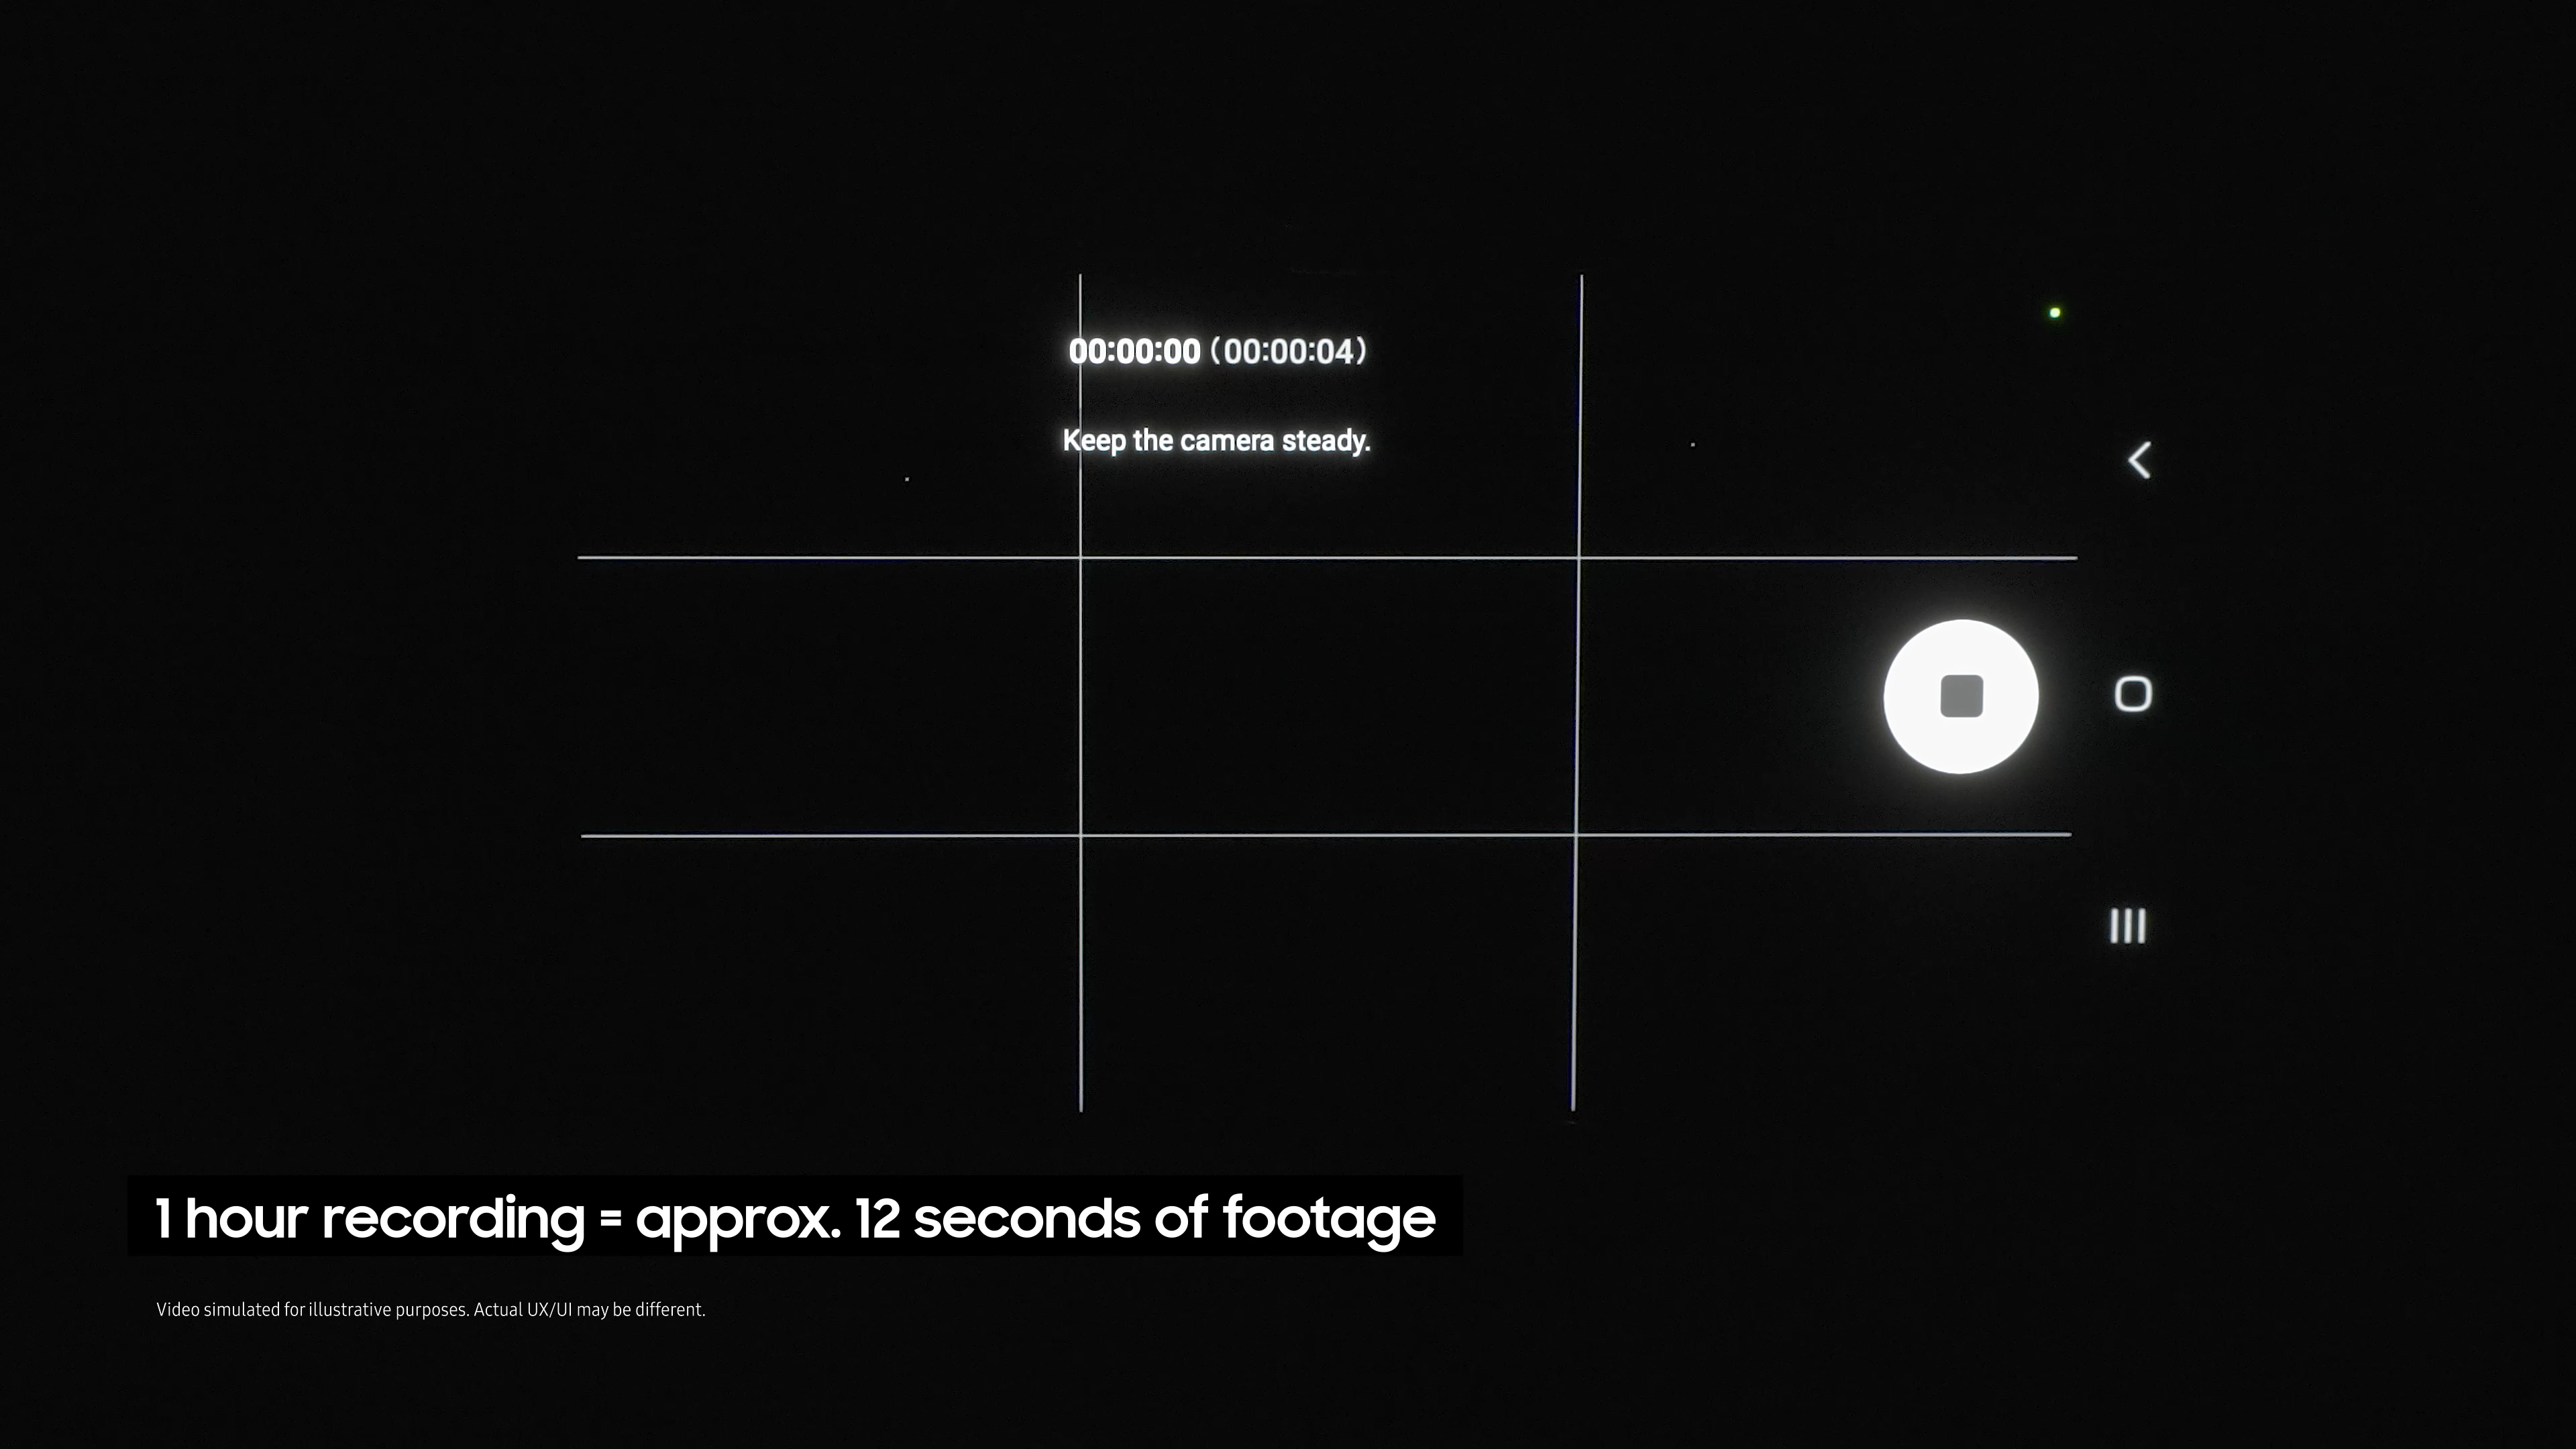 00:00:00 (00:00:04)
Keep the camera steady.
1 hour recording = approx. 12 seconds of footage
Video simulated for illustrative purposes. Actual UX/UI may be different.